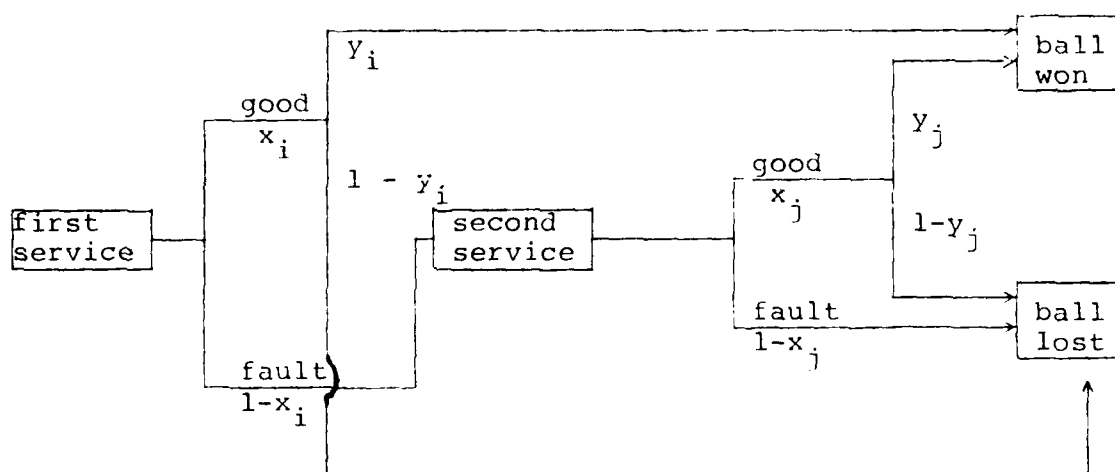 y_i
ball
won
good
x_i
y_j
1 - y_i
good
x_j
first
service
second
service
1-y_j
fault
1-x_j
ball
lost
fault
1-x_i